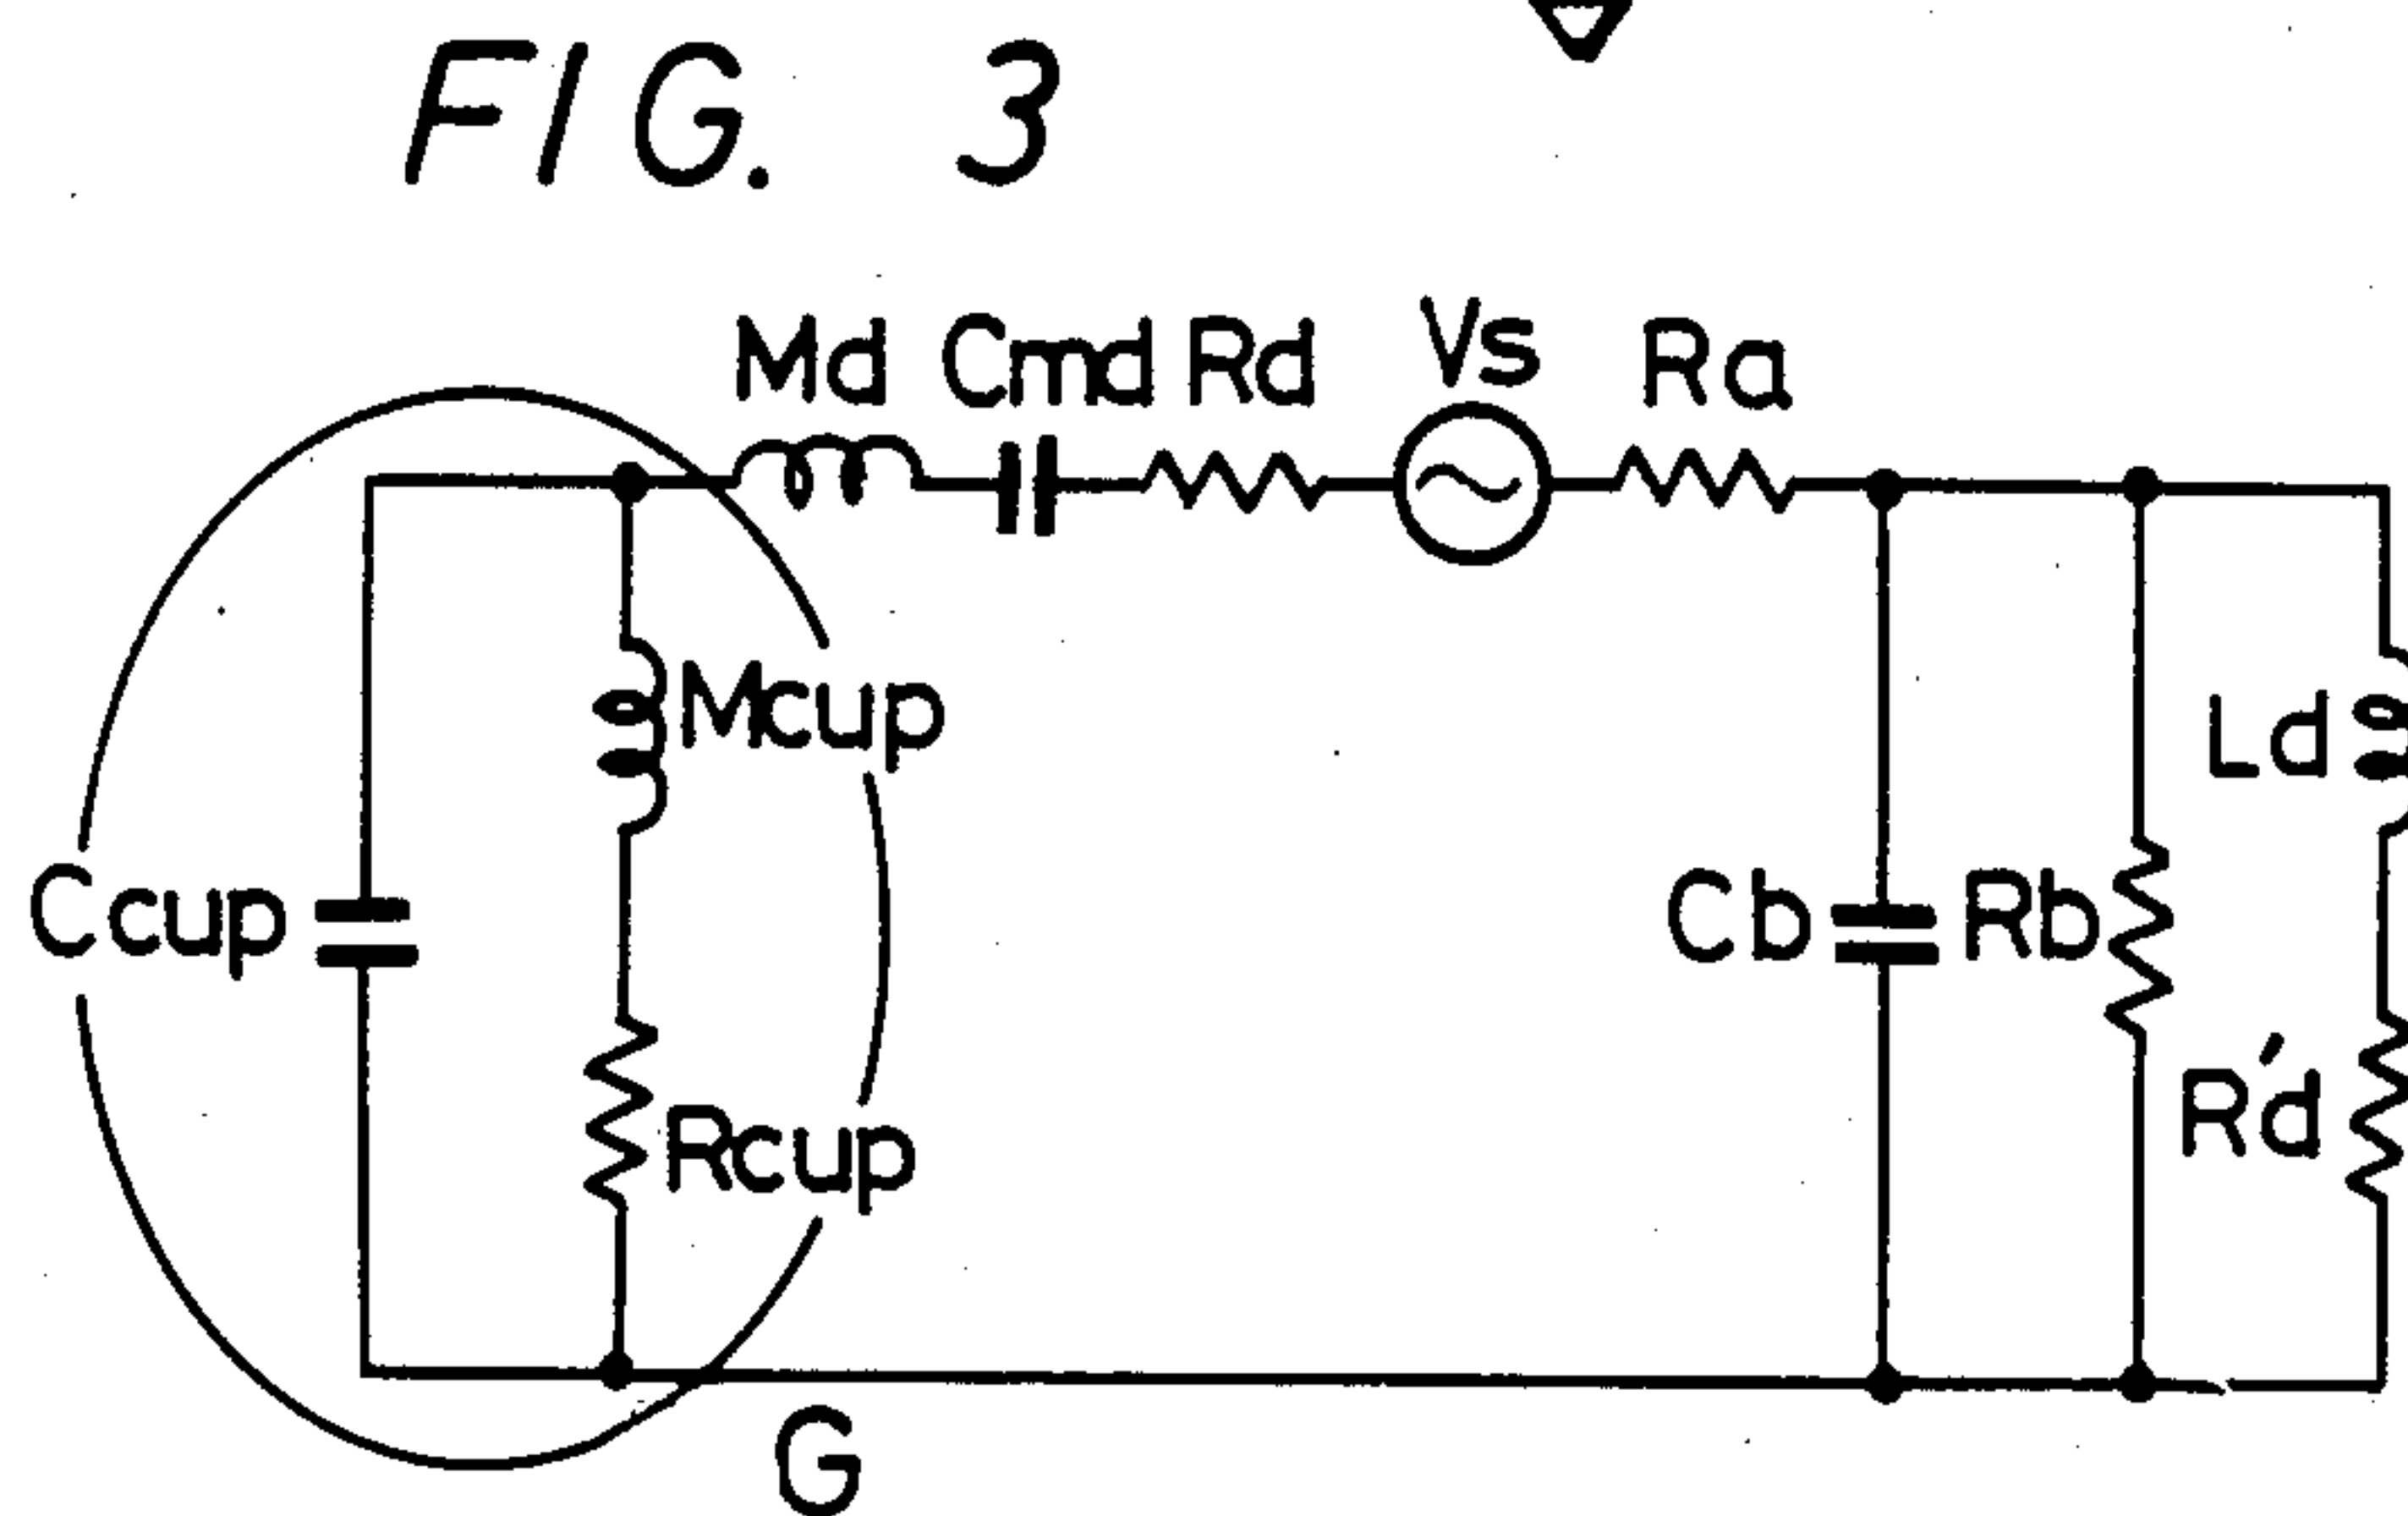 FIG. 3
Md Cmd Rd Vs Ra
Mcup
Ld
Ccup
Cb
Rb
R'd
Rcup
G